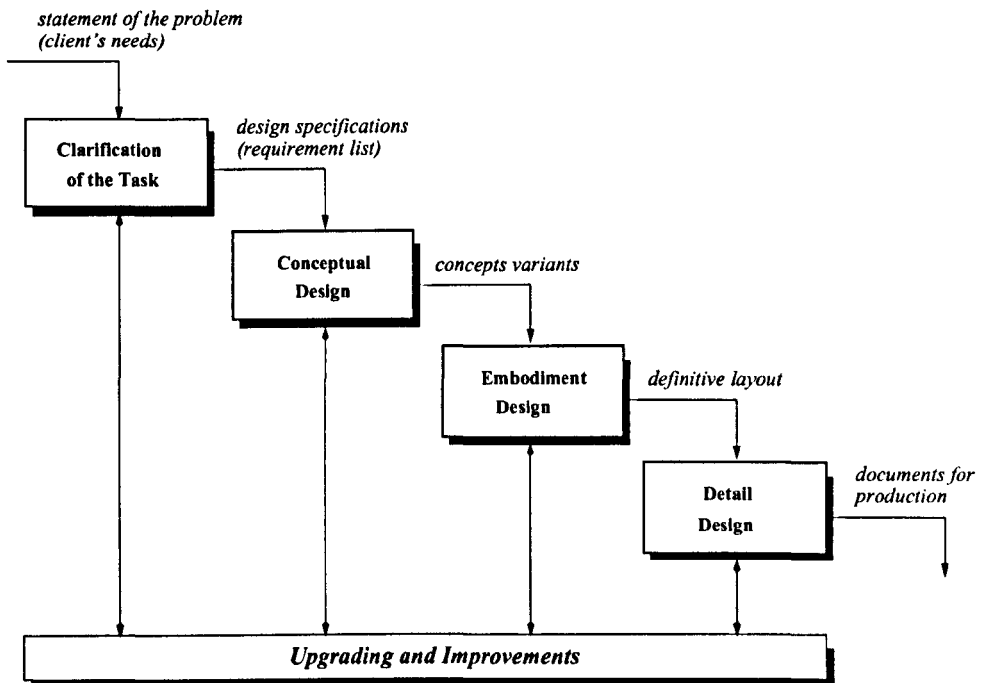 statement of the problem
(client's needs)
Clarification
of the Task
design specifications
(requirement list)
Conceptual
Design
concepts variants
Embodiment
Design
definitive layout
Detail
Design
documents for
production
Upgrading and Improvements